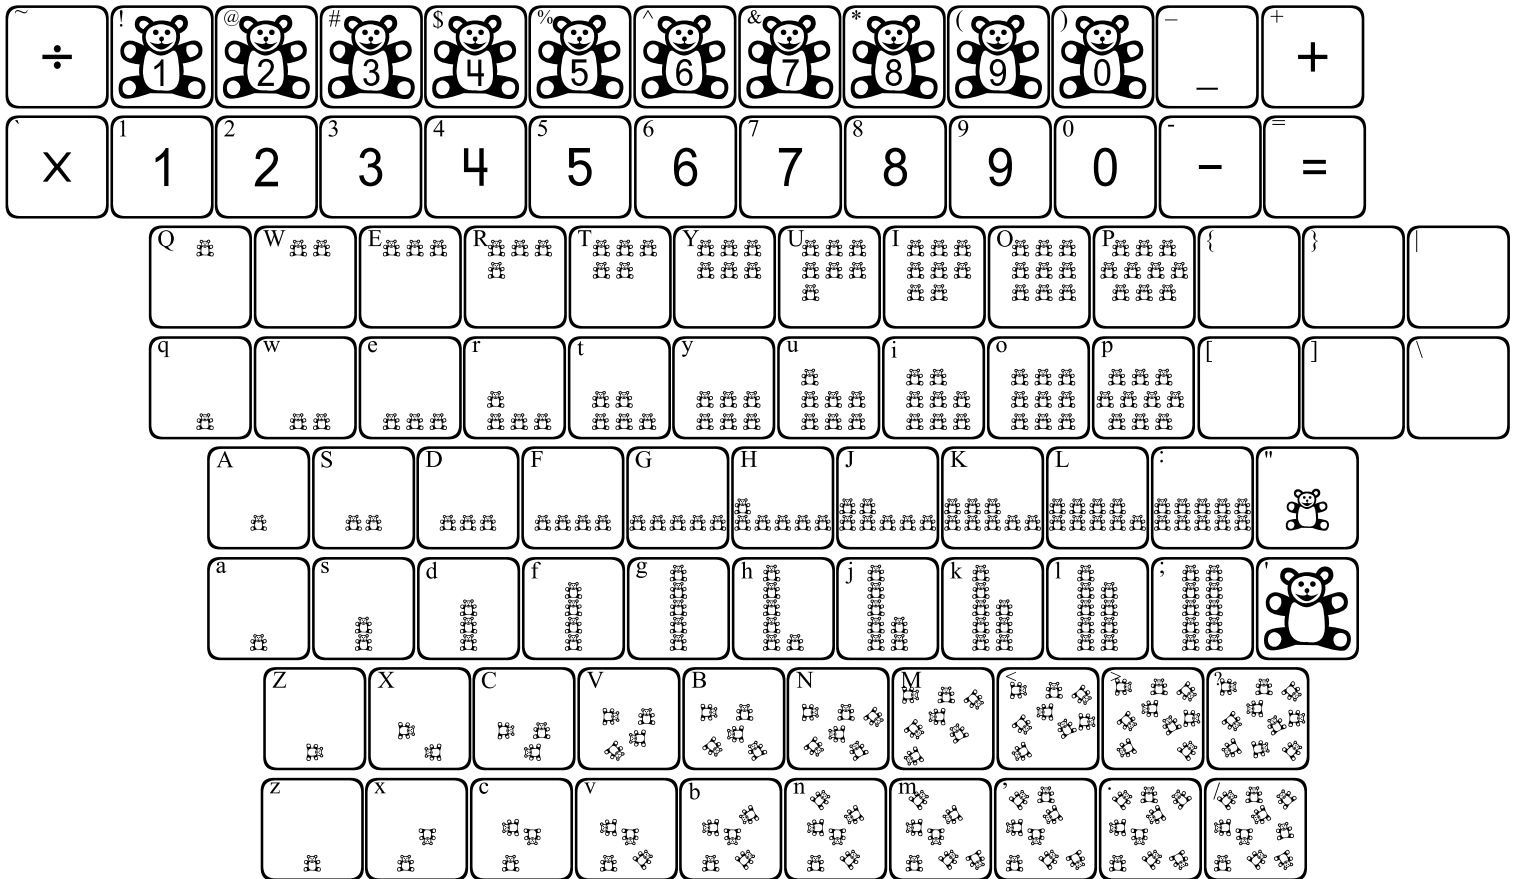 ~ ! @ # $ % ^ & * ( ) _ +
÷ 1 2 3 4 5 6 7 8 9 0 _ +
` 1 2 3 4 5 6 7 8 9 0 - =
× 1 2 3 4 5 6 7 8 9 0 − =
Q W E R T Y U I O P { } |
q w e r t y u i o p [ ] \
A S D F G H J K L : "
a s d f g h j k l ; '
Z X C V B N M < > ?
z x c v b n m , . /